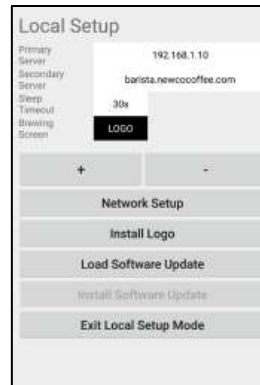 Local Setup
Primary Server 192.168.1.10
Secondary Server barista.newcocoffee.com
Sleep Timeout 30s
Brewing Screen LOGO
+ -
Network Setup
Install Logo
Load Software Update
Install Software Update
Exit Local Setup Mode